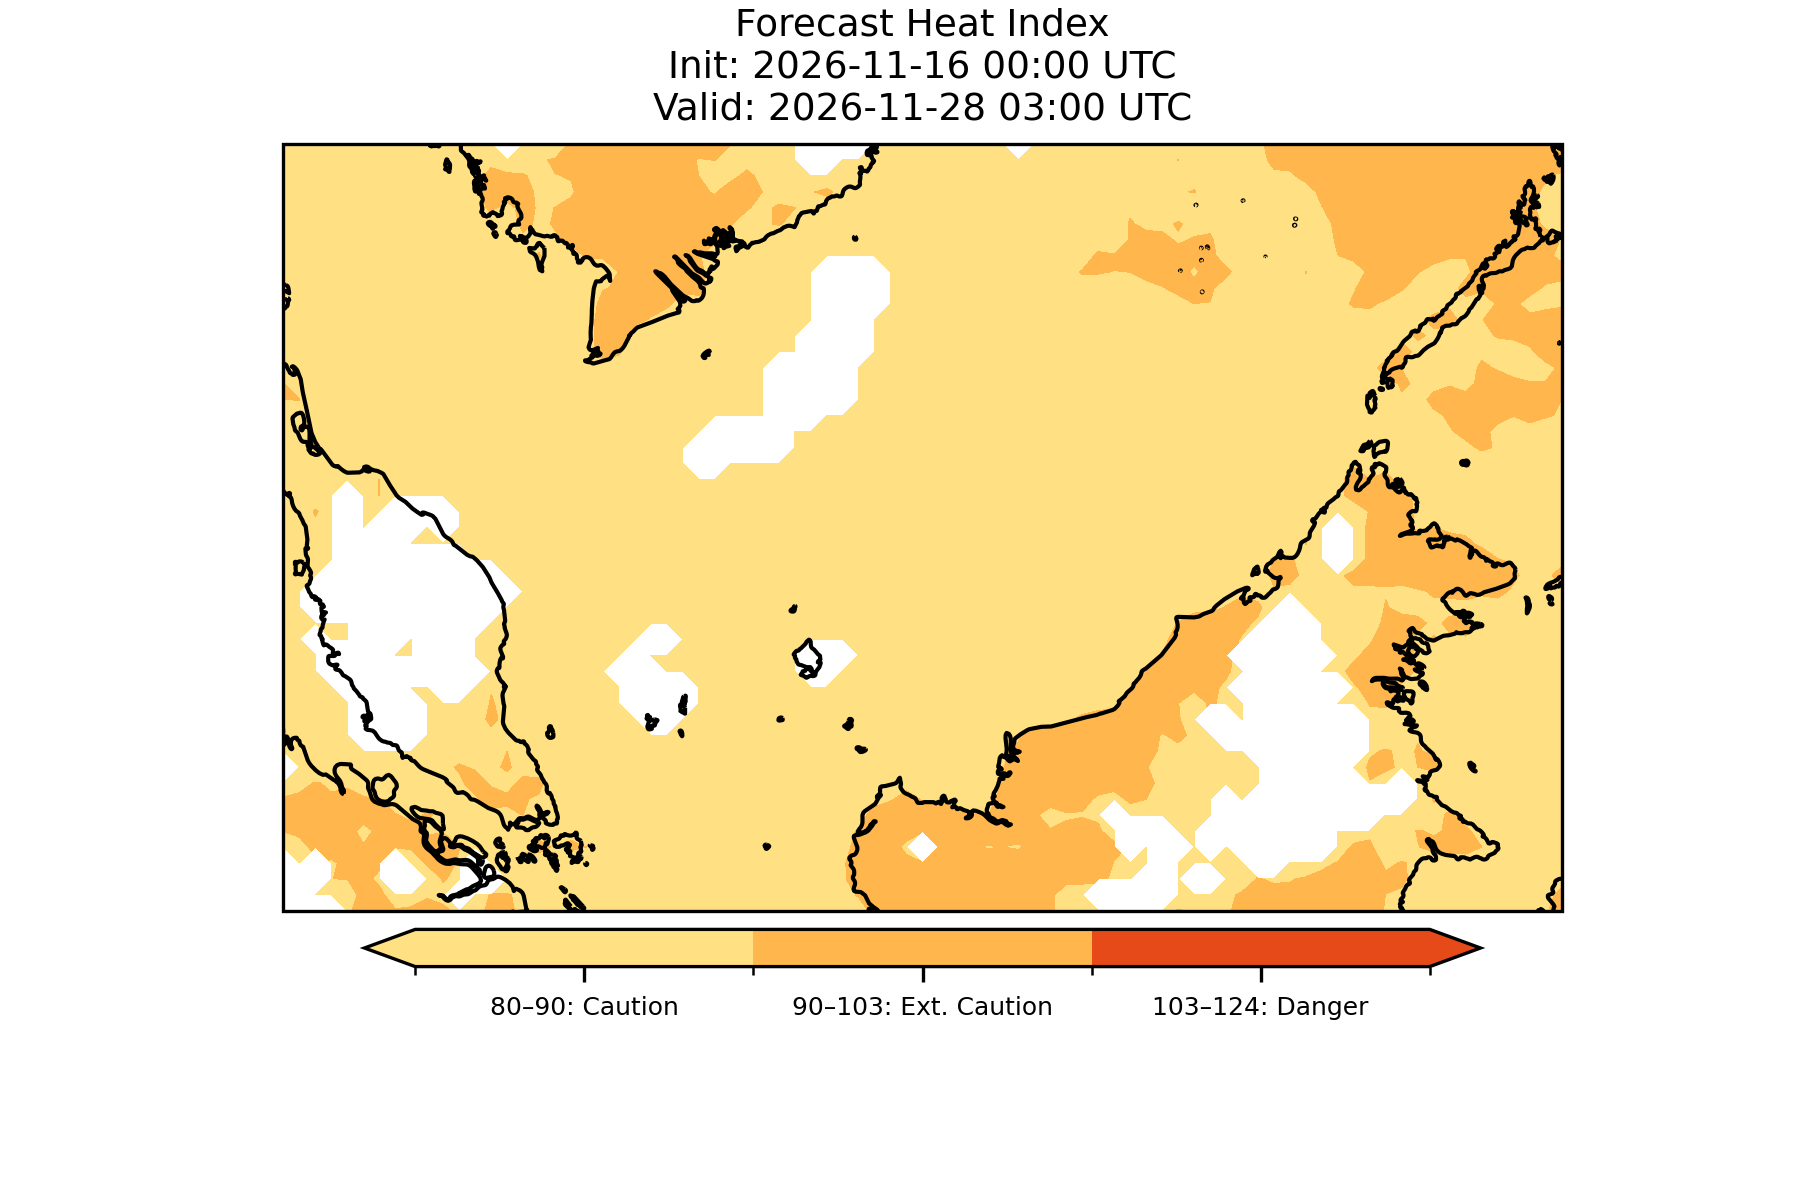 Forecast Heat Index
Init: 2026-11-16 00:00 UTC
Valid: 2026-11-28 03:00 UTC
80–90: Caution
90–103: Ext. Caution
103–124: Danger